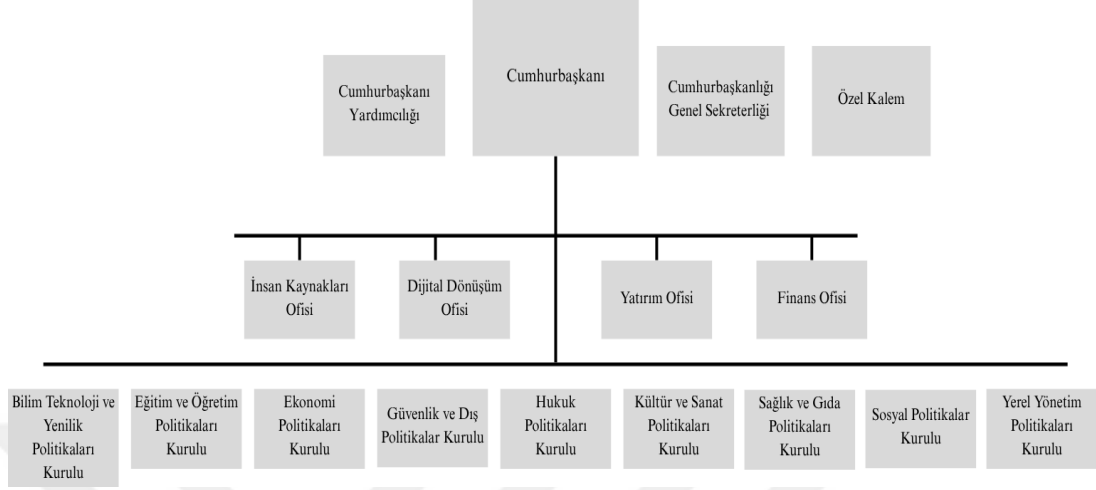 Cumhurbaşkanı
Yardımcılığı
Cumhurbaşkanı
Cumhurbaşkanlığı
Genel Sekreterliği
Özel Kalem
İnsan Kaynakları
Ofisi
Dijital Dönüşüm
Ofisi
Yatırım Ofisi
Finans Ofisi
Bilim Teknoloji ve
Yenilik
Politikaları
Kurulu
Eğitim ve Öğretim
Politikaları
Kurulu
Ekonomi
Politikaları
Kurulu
Güvenlik ve Dış
Politikalar Kurulu
Hukuk
Politikaları
Kurulu
Kültür ve Sanat
Politikaları
Kurulu
Sağlık ve Gıda
Politikaları
Kurulu
Sosyal Politikalar
Kurulu
Yerel Yönetim
Politikaları
Kurulu